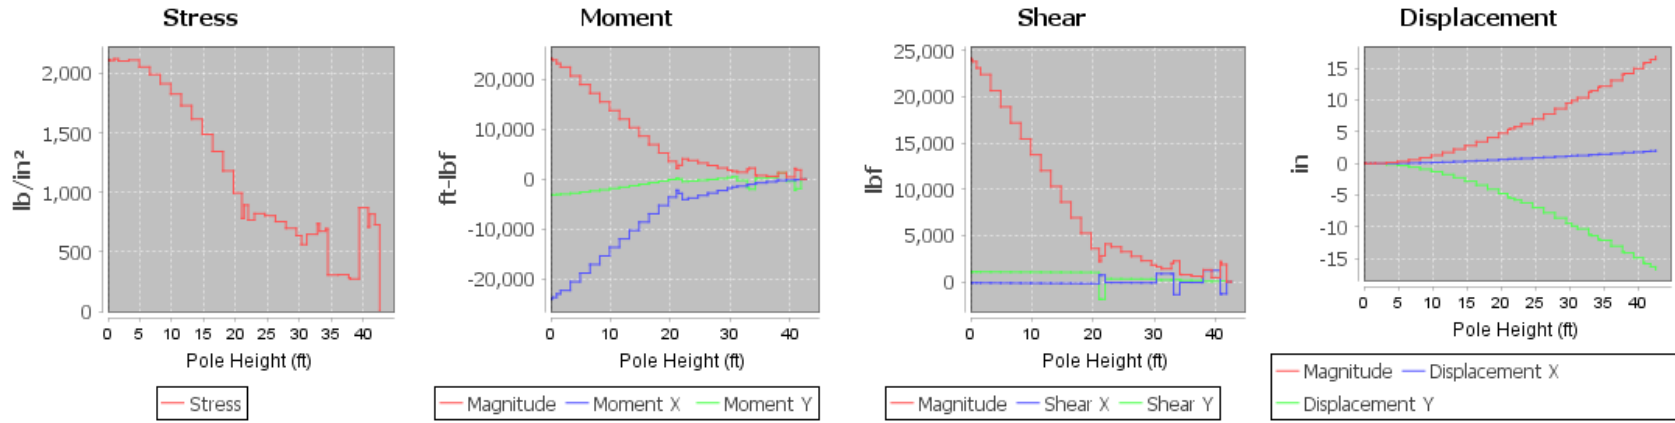 Stress
Moment
Shear
Displacement
2,000
1,500
1,000
500
0
lb/in²
0 5 10 15 20 25 30 35 40
Pole Height (ft)
Stress
20,000
10,000
0
-10,000
-20,000
ft-lbf
0 10 20 30 40
Pole Height (ft)
Magnitude Moment X Moment Y
25,000
20,000
15,000
10,000
5,000
0
lbf
0 10 20 30 40
Pole Height (ft)
Magnitude Shear X Shear Y
15
10
5
0
-5
-10
-15
in
0 5 10 15 20 25 30 35 40
Pole Height (ft)
Magnitude Displacement X
Displacement Y